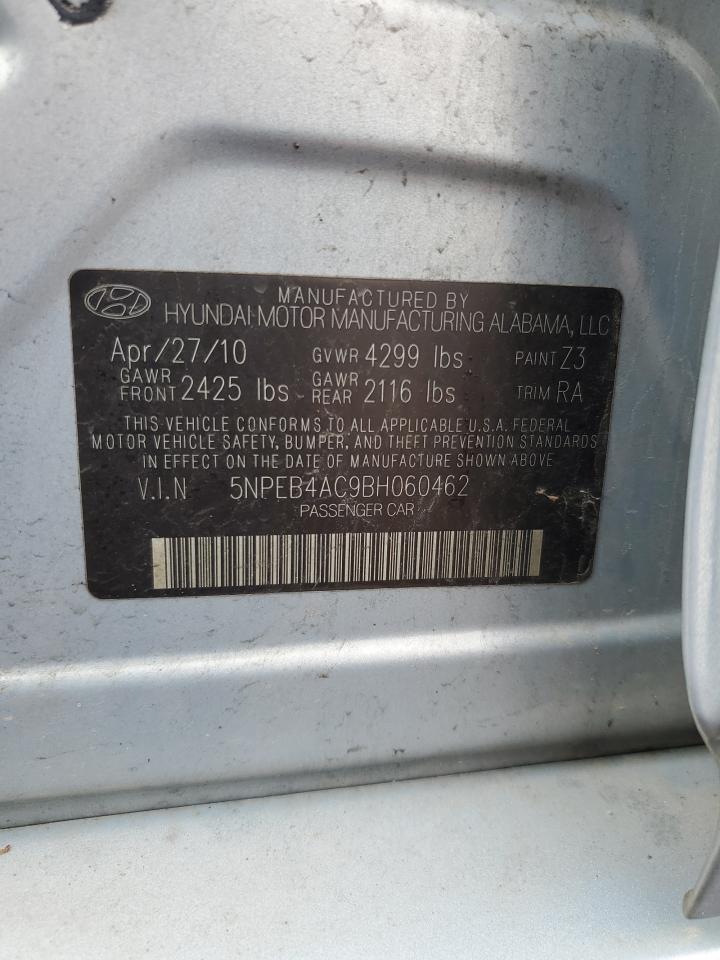 MANUFACTURED BY
HYUNDAI MOTOR MANUFACTURING ALABAMA, LLC
Apr/27/10 GVWR 4299 lbs PAINT Z3
GAWR FRONT 2425 lbs GAWR REAR 2116 lbs TRIM RA
THIS VEHICLE CONFORMS TO ALL APPLICABLE U.S.A. FEDERAL
MOTOR VEHICLE SAFETY, BUMPER, AND THEFT PREVENTION STANDARDS
IN EFFECT ON THE DATE OF MANUFACTURE SHOWN ABOVE.
V.I.N 5NPEB4AC9BH060462
PASSENGER CAR